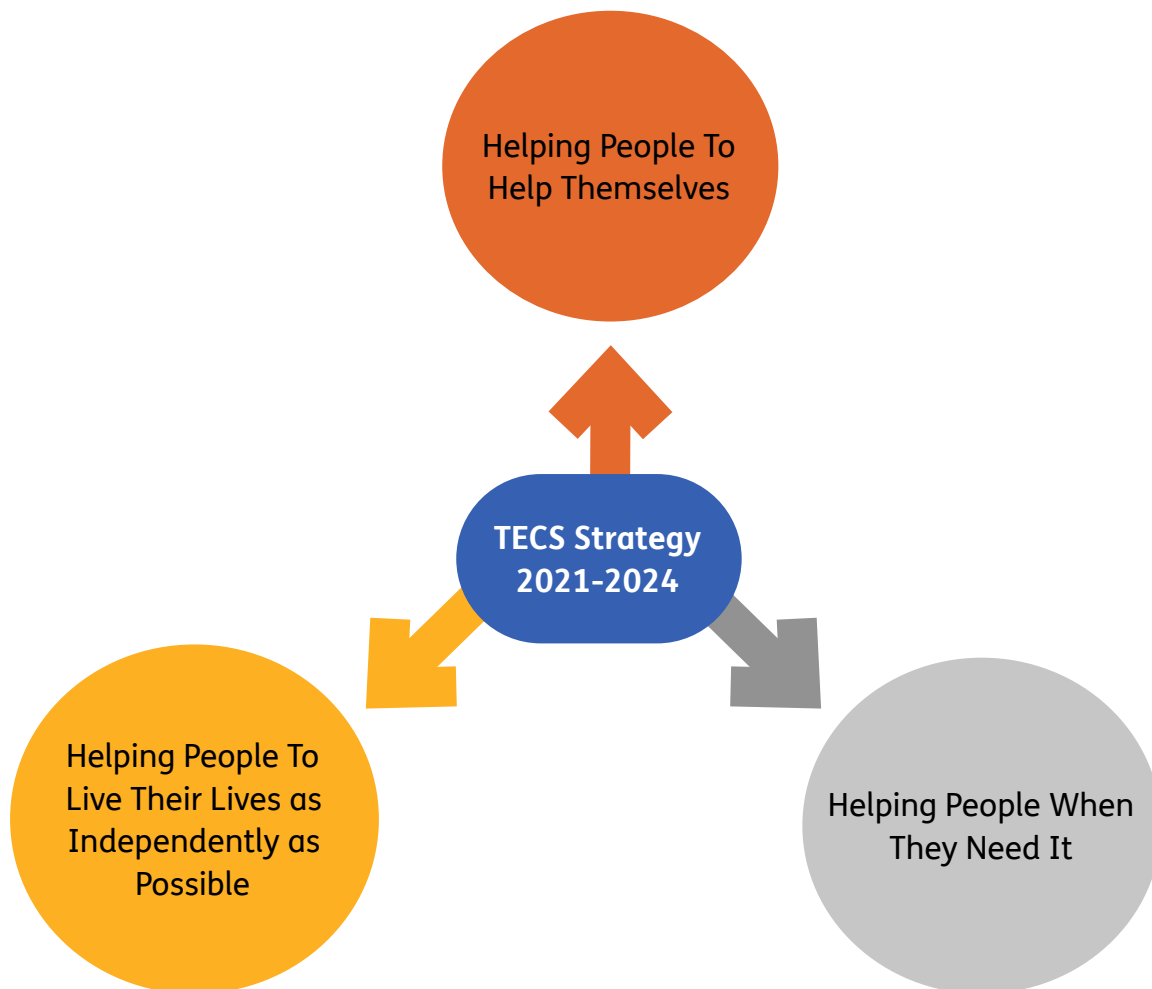 Helping People To
Help Themselves
TECS Strategy
2021-2024
Helping People To
Live Their Lives as
Independently as
Possible
Helping People When
They Need It